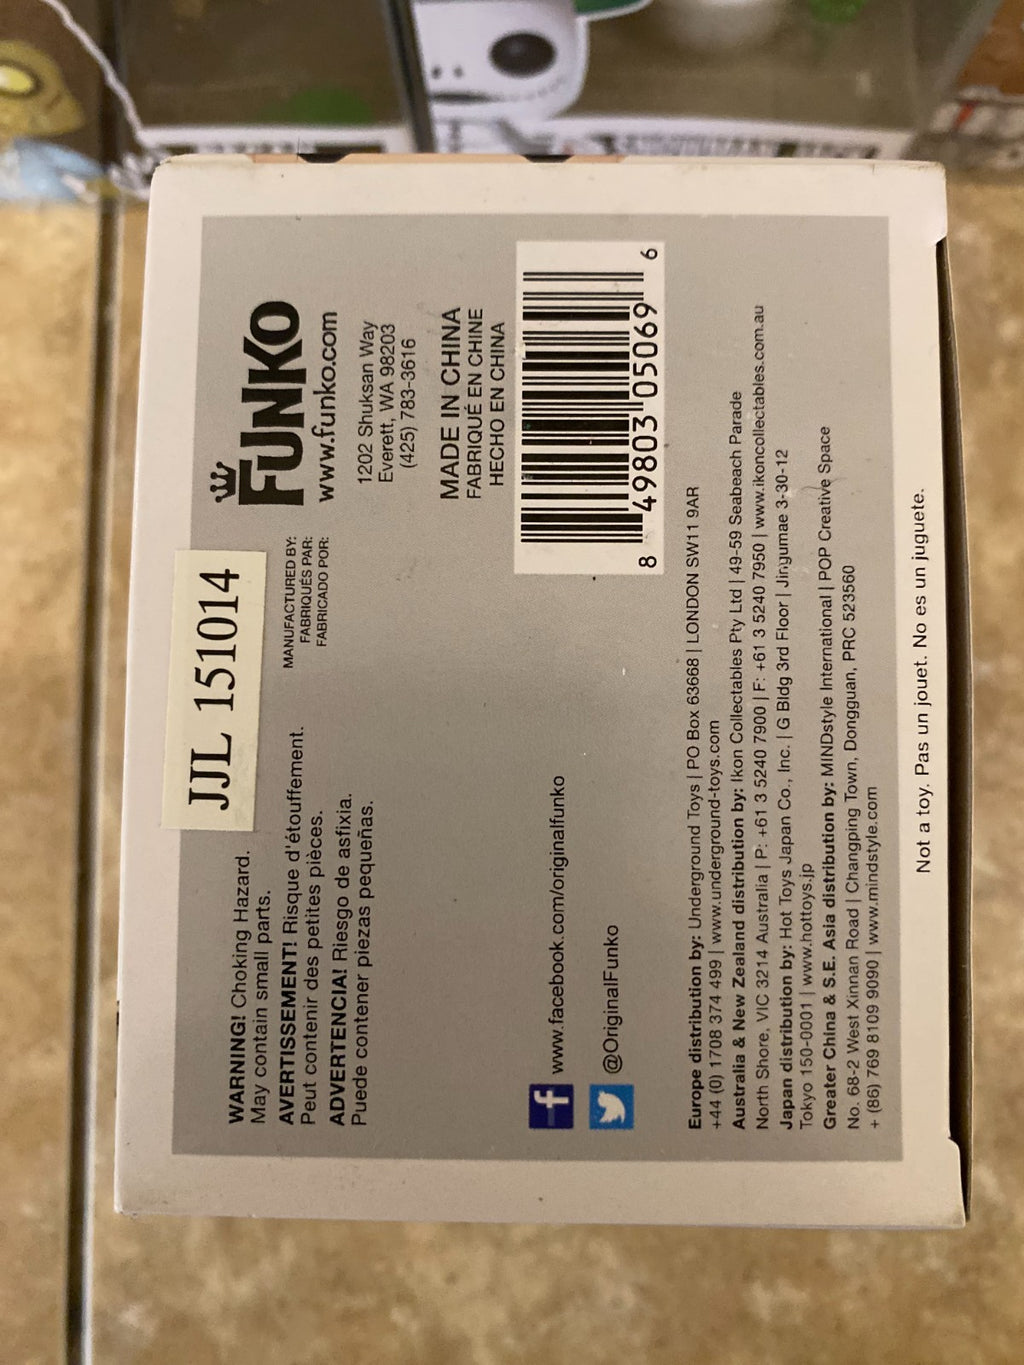 JJL 151014
WARNING! Choking Hazard.
May contain small parts.
AVERTISSEMENT! Risque d'étouffement.
Peut contenir des petites pièces.
ADVERTENCIA! Riesgo de asfixia.
Puede contener piezas pequeñas.
MANUFACTURED BY:
FABRIQUÉS PAR:
FABRICADO POR:
FUNKO
www.funko.com
1202 Shuksan Way
Everett, WA 98203
(425) 783-3616
MADE IN CHINA
FABRIQUÉ EN CHINE
HECHO EN CHINA
8 49803 05069 6
www.facebook.com/originalfunko
@OriginalFunko
Europe distribution by: Underground Toys | PO Box 63668 | LONDON SW11 9AR
+44 (0) 1708 374 499 | www.underground-toys.com
Australia & New Zealand distribution by: Ikon Collectables Pty Ltd | 49-59 Seabeach Parade
North Shore, VIC 3214 Australia | P: +61 3 5240 7900 | F: +61 3 5240 7950 | www.ikoncollectables.com.au
Japan distribution by: Hot Toys Japan Co., Inc. | G Bldg 3rd Floor | Jingumae 3-30-12
Tokyo 150-0001 | www.hottoys.jp
Greater China & S.E. Asia distribution by: MINDstyle International | POP Creative Space
No. 68-2 West Xinnan Road | Changping Town, Dongguan, PRC 523560
+ (86) 769 8109 9090 | www.mindstyle.com
Not a toy. Pas un jouet. No es un juguete.